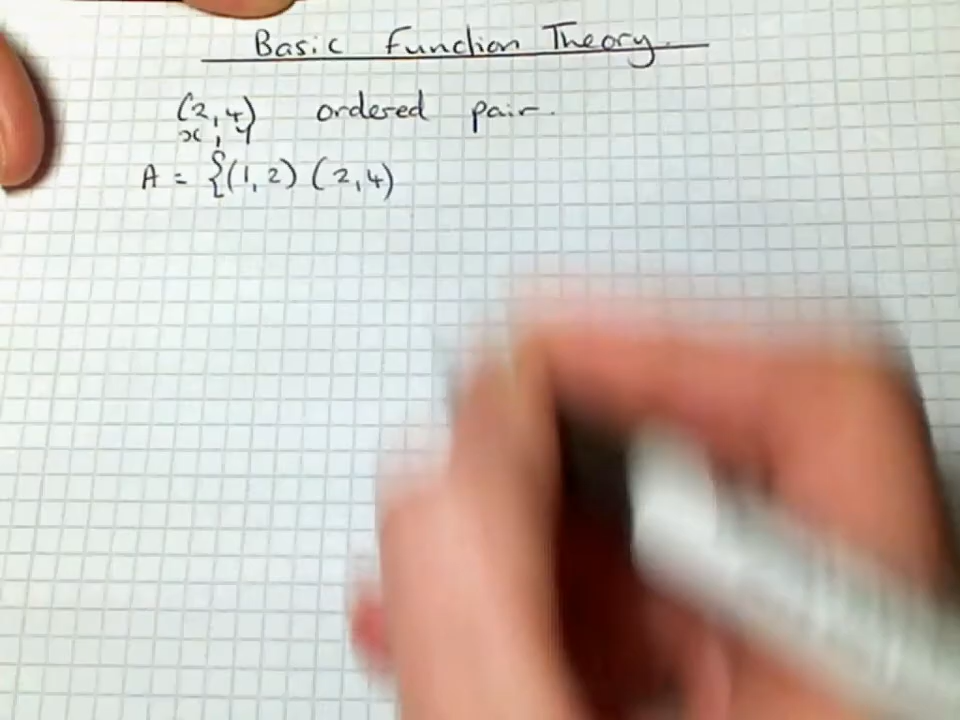 Basic Function Theory.
(2,4) ordered pair.
x, y
A = {(1,2) (2,4)